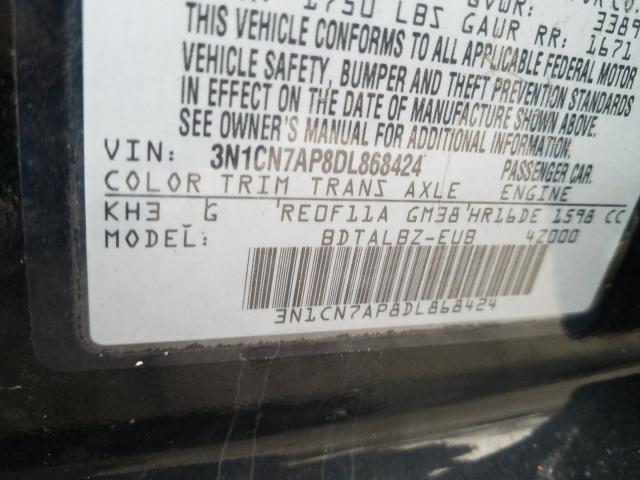 1750 LBS GVWR: 3389
GAWR RR: 1671
THIS VEHICLE CONFORMS TO ALL APPLICABLE FEDERAL MOTOR
VEHICLE SAFETY, BUMPER AND THEFT PREVENTION STANDARDS
IN EFFECT ON THE DATE OF MANUFACTURE SHOWN ABOVE.
SEE OWNER'S MANUAL FOR ADDITIONAL INFORMATION.
VIN: 3N1CN7AP8DL868424 PASSENGER CAR.
COLOR TRIM TRANS AXLE ENGINE
KH3 G RE0F11A GM38 HR16DE 1598 CC
MODEL: BDTALBZ-EUB 4Z000
3N1CN7AP8DL868424